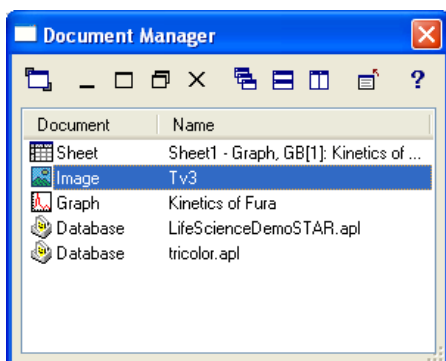 Document Manager
?
Document Name
Sheet Sheet1 - Graph, GB[1]: Kinetics of ...
Image Tv3
Graph Kinetics of Fura
Database LifeScienceDemoSTAR.apl
Database tricolor.apl